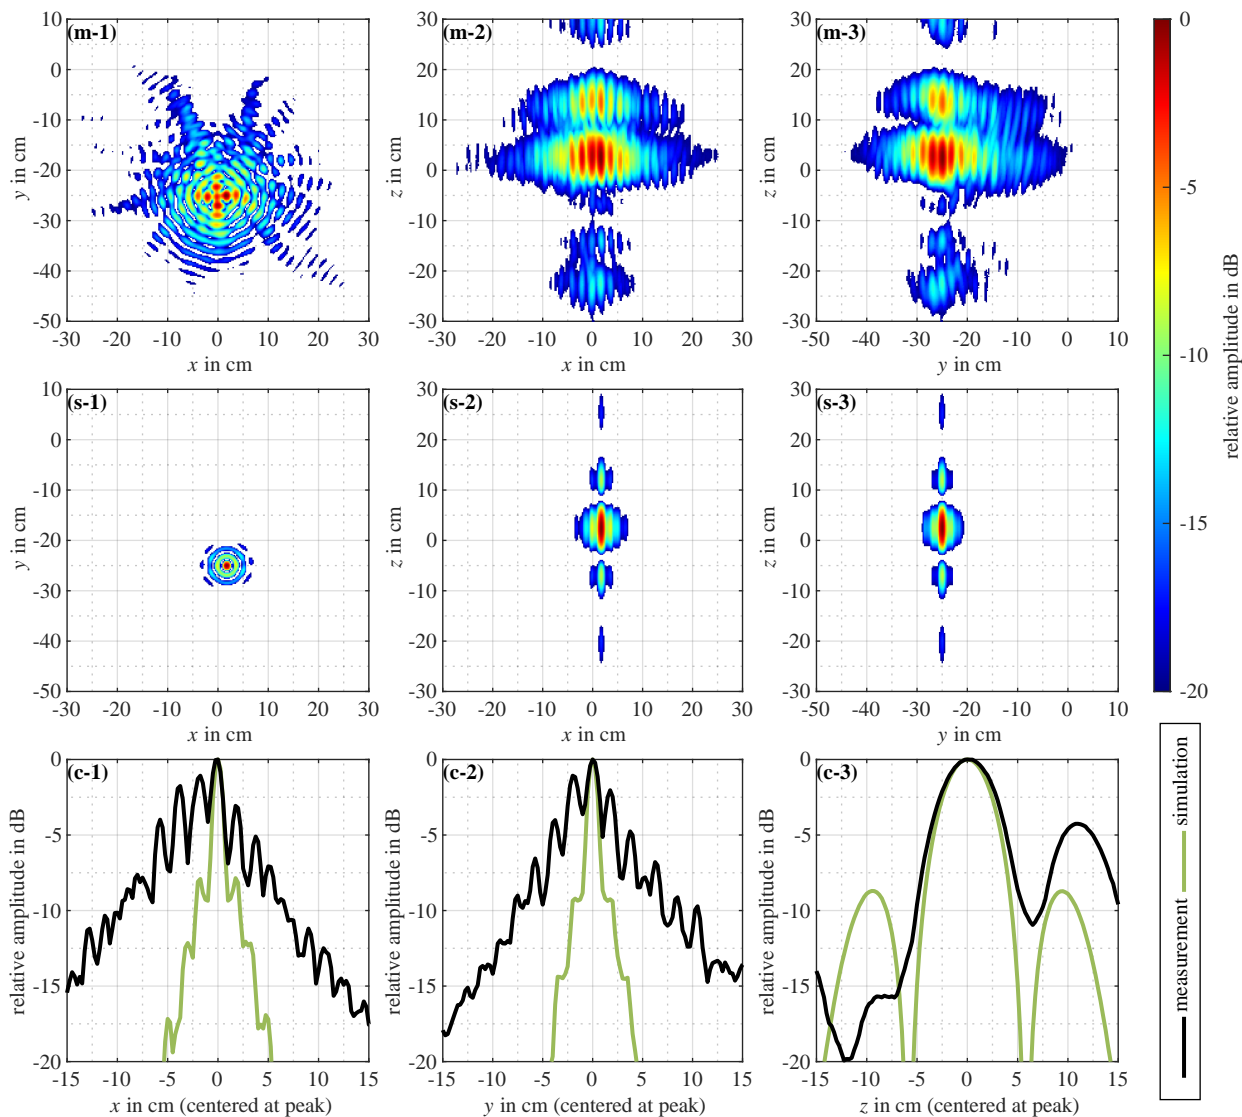 (m-1)
10
0
-10
-20
-30
-40
-50
y in cm
-30 -20 -10 0 10 20 30
x in cm
(m-2)
30
20
10
0
-10
-20
-30
z in cm
-30 -20 -10 0 10 20 30
x in cm
(m-3)
30
20
10
0
-10
-20
-30
z in cm
-50 -40 -30 -20 -10 0 10
y in cm
0
-5
-10
-15
-20
relative amplitude in dB
(s-1)
10
0
-10
-20
-30
-40
-50
y in cm
-30 -20 -10 0 10 20 30
x in cm
(s-2)
30
20
10
0
-10
-20
-30
z in cm
-30 -20 -10 0 10 20 30
x in cm
(s-3)
30
20
10
0
-10
-20
-30
z in cm
-50 -40 -30 -20 -10 0 10
y in cm
(c-1)
0
-5
-10
-15
-20
relative amplitude in dB
-15 -10 -5 0 5 10 15
x in cm (centered at peak)
(c-2)
0
-5
-10
-15
-20
relative amplitude in dB
-15 -10 -5 0 5 10 15
y in cm (centered at peak)
(c-3)
0
-5
-10
-15
-20
relative amplitude in dB
-15 -10 -5 0 5 10 15
z in cm (centered at peak)
measurement
simulation